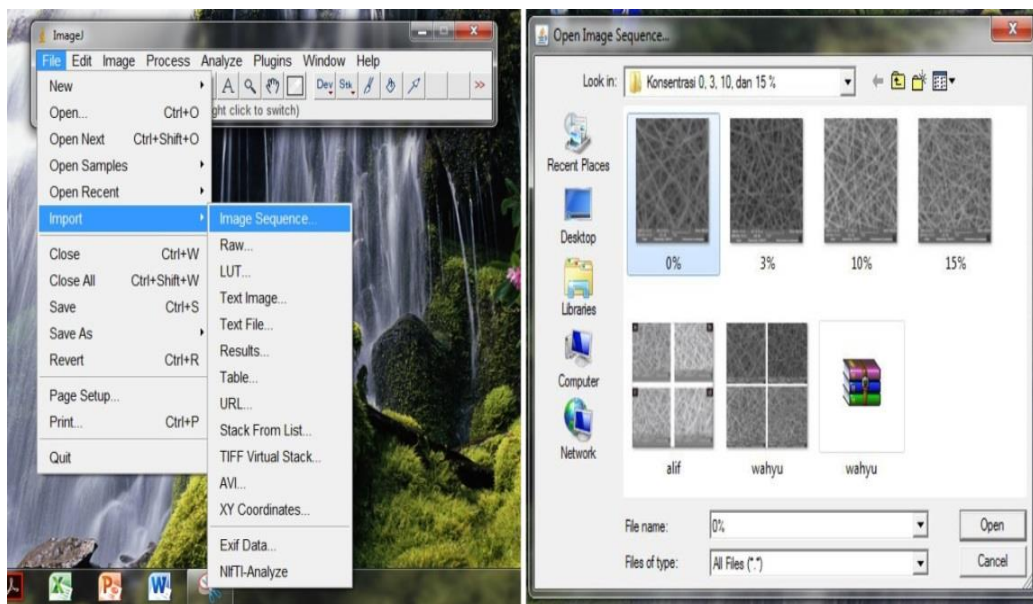 ImageJ
File Edit Image Process Analyze Plugins Window Help
A Dev Stk >>
ght click to switch)
New
Open... Ctrl+O
Open Next Ctrl+Shift+O
Open Samples
Open Recent
Import
Close Ctrl+W
Close All Ctrl+Shift+W
Save Ctrl+S
Save As
Revert Ctrl+R
Page Setup...
Print... Ctrl+P
Quit
Image Sequence...
Raw...
LUT...
Text Image...
Text File...
Results...
Table...
URL...
Stack From List...
TIFF Virtual Stack...
AVI...
XY Coordinates...
Exif Data...
NIfTI-Analyze
Open Image Sequence...
Look in: Konsentrasi 0, 3, 10, dan 15 %
Recent Places
Desktop
Libraries
Computer
Network
0% 3% 10% 15%
alif wahyu wahyu
File name: 0% Open
Files of type: All Files (*.*) Cancel